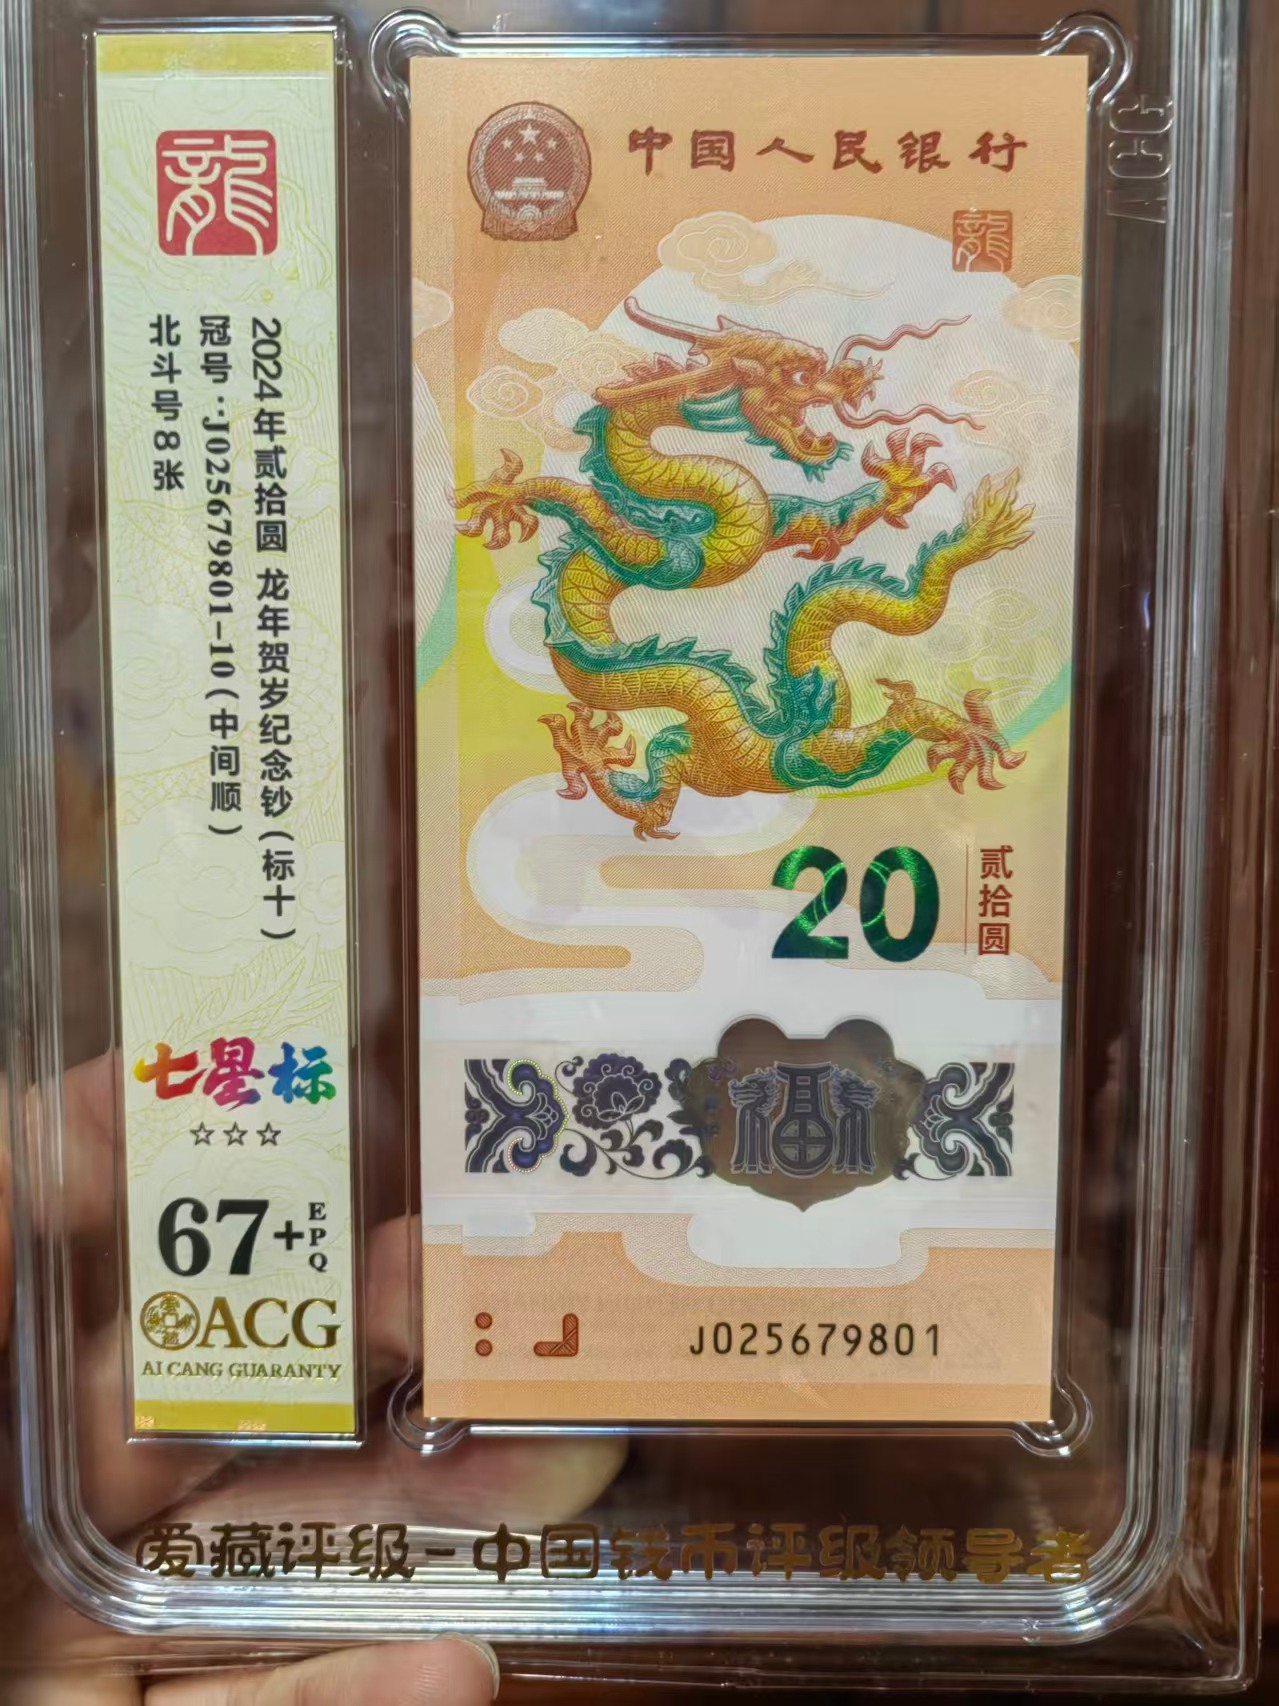 龍
2024年贰拾圆 龙年贺岁纪念钞(标十)
冠号:J025679801-10(中间顺)
北斗号8张
七星标
☆☆☆
67+EPQ
ACG
AI CANG GUARANTY
中国人民银行
龍
20
贰拾圆
福
J025679801
ACG
爱藏评级-中国钱币评级领导者